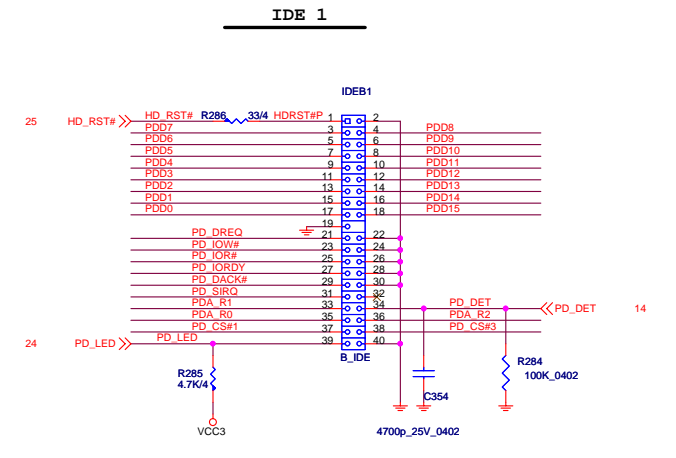 IDE 1
IDEB1
25 HD_RST# HD_RST# R286 33/4 HDRST#P 1 2
PDD7 3 4 PDD8
PDD6 5 6 PDD9
PDD5 7 8 PDD10
PDD4 9 10 PDD11
PDD3 11 12 PDD12
PDD2 13 14 PDD13
PDD1 15 16 PDD14
PDD0 17 18 PDD15
19
PD_DREQ 21 22
PD_IOW# 23 24
PD_IOR# 25 26
PD_IORDY 27 28
PD_DACK# 29 30
PD_SIRQ 31 32
PDA_R1 33 34 PD_DET PD_DET 14
PDA_R0 35 36 PDA_R2
PD_CS#1 37 38 PD_CS#3
24 PD_LED PD_LED 39 40
B_IDE
R285
4.7K/4
R284
100K_0402
C354
VCC3
4700p_25V_0402